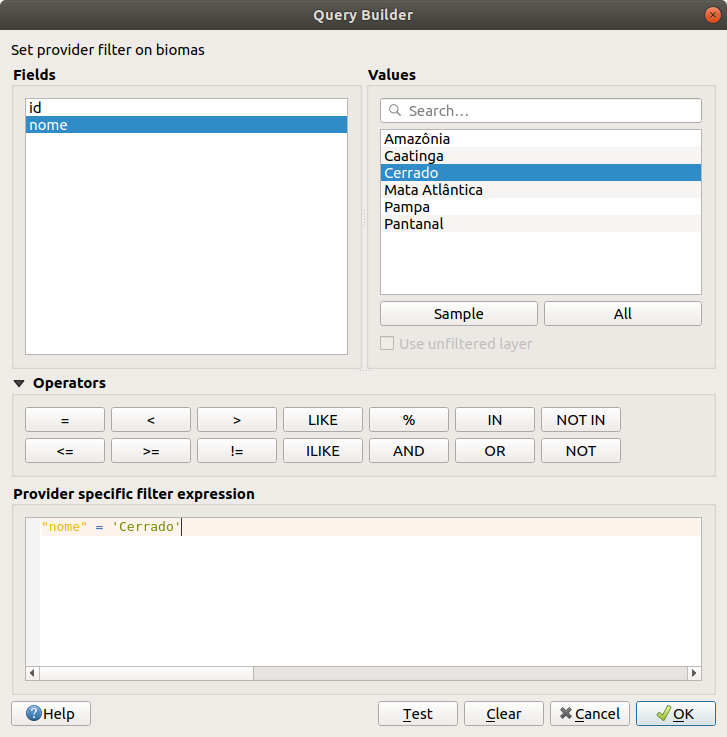 Query Builder
Set provider filter on biomas
Fields
id
nome
Values
Search...
Amazônia
Caatinga
Cerrado
Mata Atlântica
Pampa
Pantanal
Sample
All
Use unfiltered layer
Operators
= < > LIKE % IN NOT IN
<= >= != ILIKE AND OR NOT
Provider specific filter expression
"nome" = 'Cerrado'
Help Test Clear Cancel OK